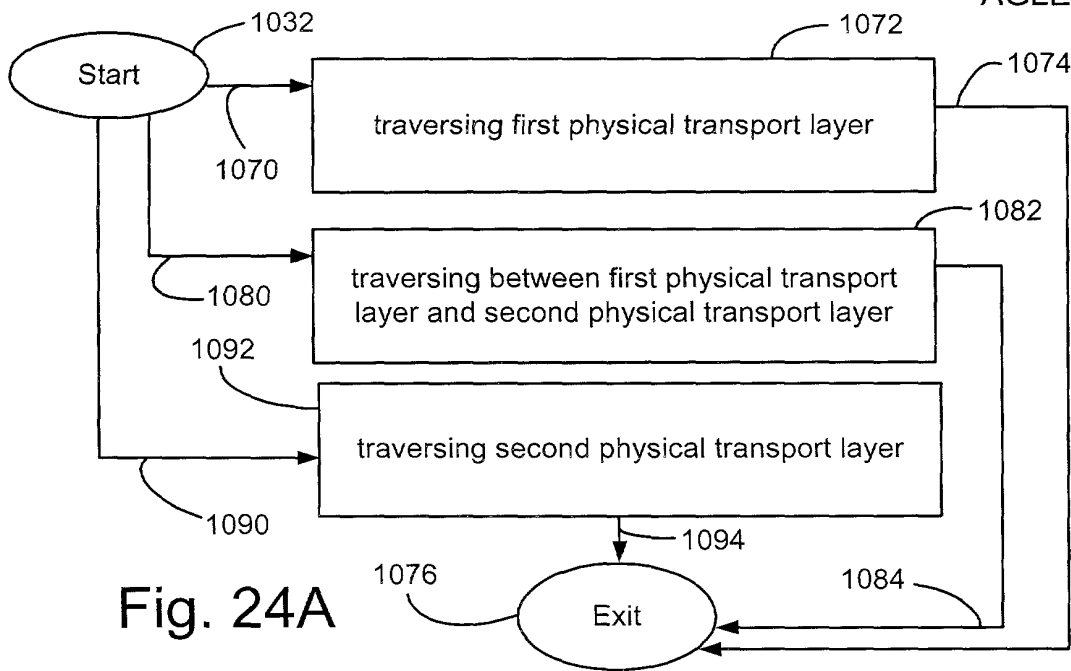 1032
Start
1072
1074
traversing first physical transport layer
1070
1082
traversing between first physical transport
layer and second physical transport layer
1080
1092
traversing second physical transport layer
1090
1094
1076
1084
Exit
Fig. 24A